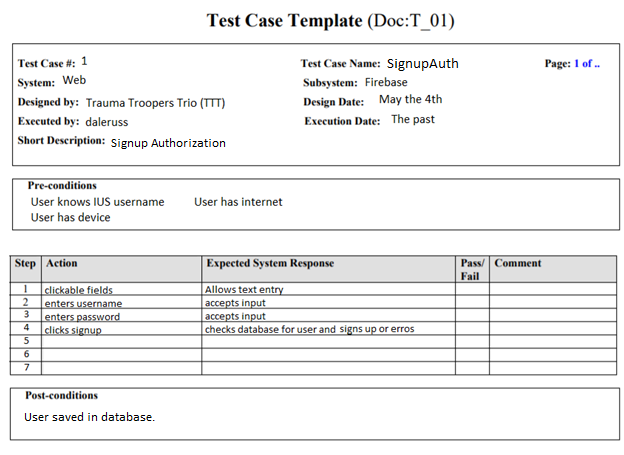 Test Case Template (Doc:T_01)
Test Case #: 1 Test Case Name: SignupAuth Page: 1 of ..
System: Web Subsystem: Firebase
Designed by: Trauma Troopers Trio (TTT) Design Date: May the 4th
Executed by: daleruss Execution Date: The past
Short Description: Signup Authorization
Pre-conditions
User knows IUS username User has internet
User has device
Step Action Expected System Response Pass/ Fail Comment
1 clickable fields Allows text entry
2 enters username accepts input
3 enters password accepts input
4 clicks signup checks database for user and signs up or erros
5
6
7
Post-conditions
User saved in database.